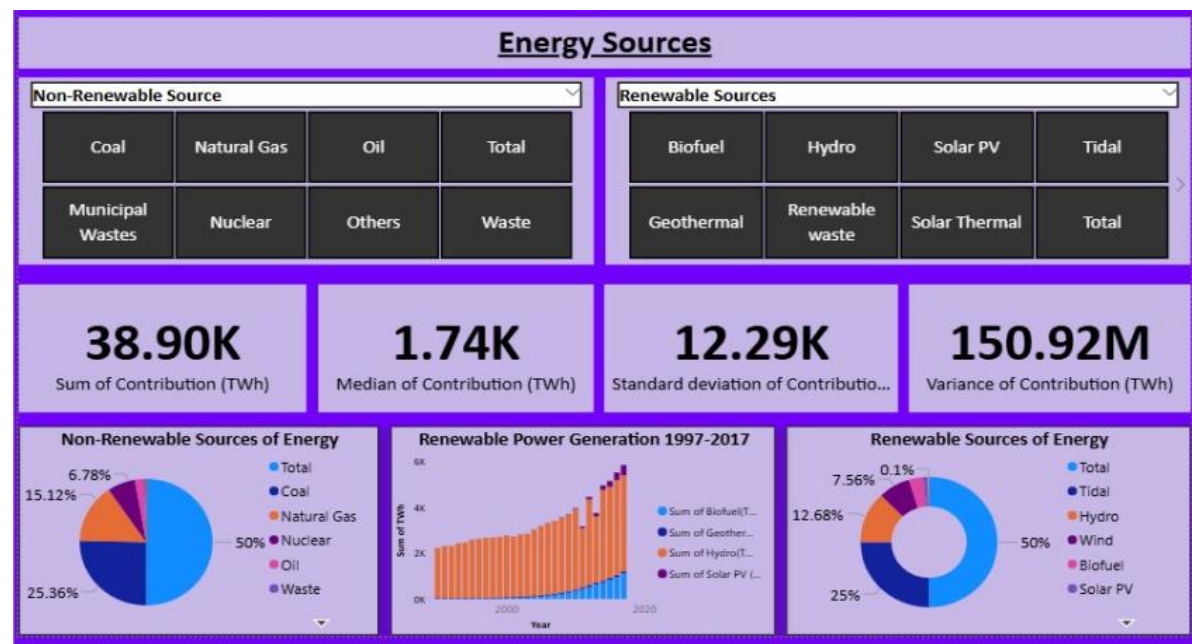 Energy Sources
Non-Renewable Source
Renewable Sources
Coal
Natural Gas
Oil
Total
Municipal
Wastes
Nuclear
Others
Waste
Biofuel
Hydro
Solar PV
Tidal
Geothermal
Renewable
waste
Solar Thermal
Total
38.90K
Sum of Contribution (TWh)
1.74K
Median of Contribution (TWh)
12.29K
Standard deviation of Contributio...
150.92M
Variance of Contribution (TWh)
Non-Renewable Sources of Energy
6.78%
15.12%
25.36%
50%
Total
Coal
Natural Gas
Nuclear
Oil
Waste
Renewable Power Generation 1997-2017
Sum of TWh
6K
4K
2K
0K
2000
2020
Year
Sum of Biofuel(T...
Sum of Geother...
Sum of Hydro(T...
Sum of Solar PV (...
Renewable Sources of Energy
0.1%
7.56%
12.68%
25%
50%
Total
Tidal
Hydro
Wind
Biofuel
Solar PV